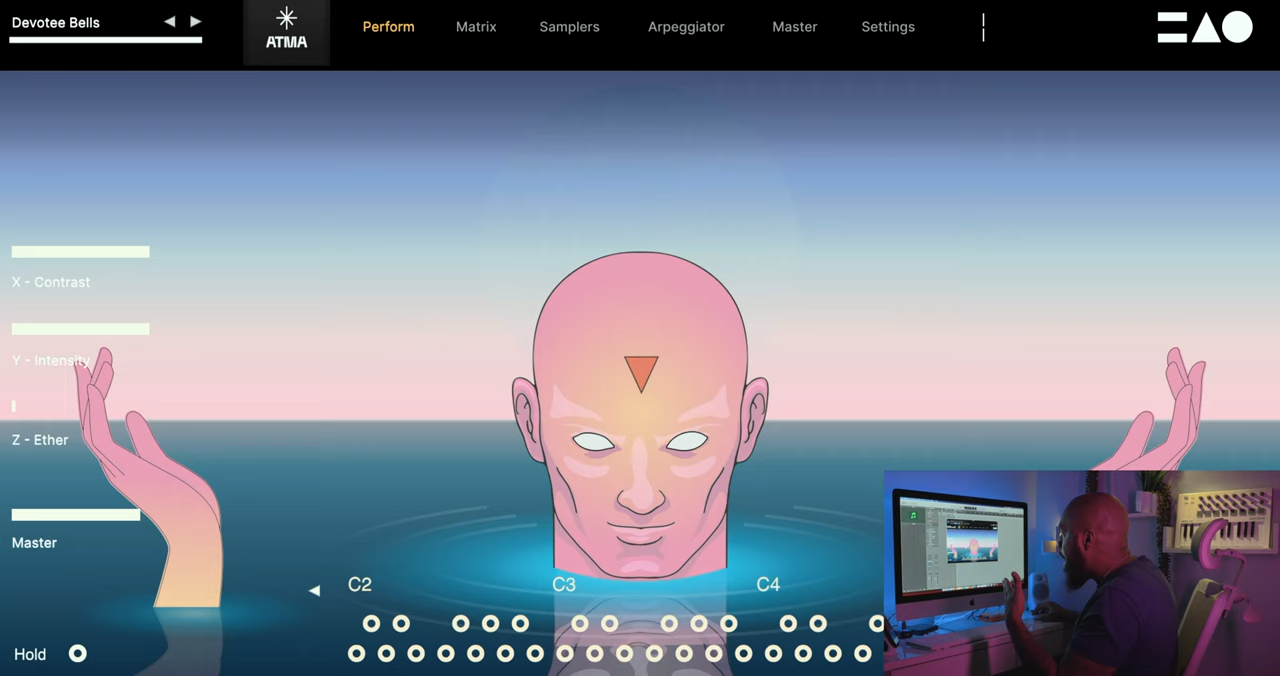 Devotee Bells
ATMA
Perform
Matrix
Samplers
Arpeggiator
Master
Settings
X - Contrast
Y - Intensity
Z - Ether
Master
C2
C3
C4
Hold